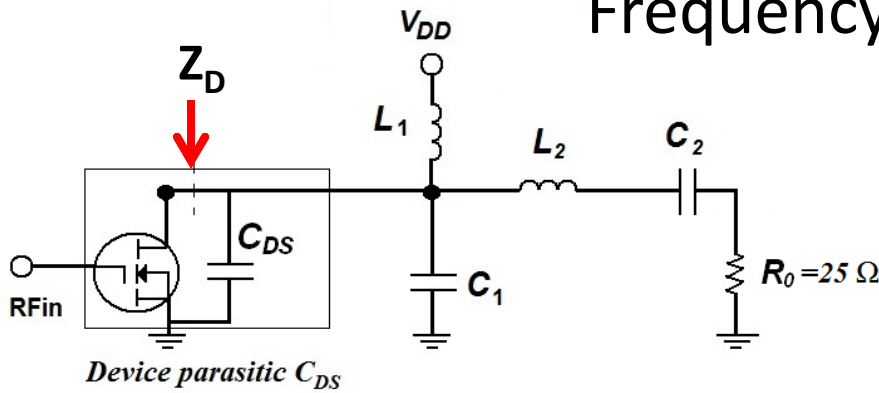 Frequency
V_DD
Z_D
L_1
L_2
C_2
C_DS
C_1
R_0 =25 Ω
RFin
Device parasitic C_DS